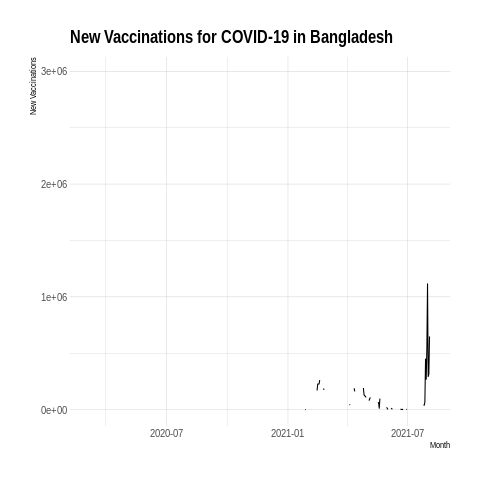 New Vaccinations for COVID-19 in Bangladesh
New Vaccinations
3e+06
2e+06
1e+06
0e+00
2020-07
2021-01
2021-07
Month